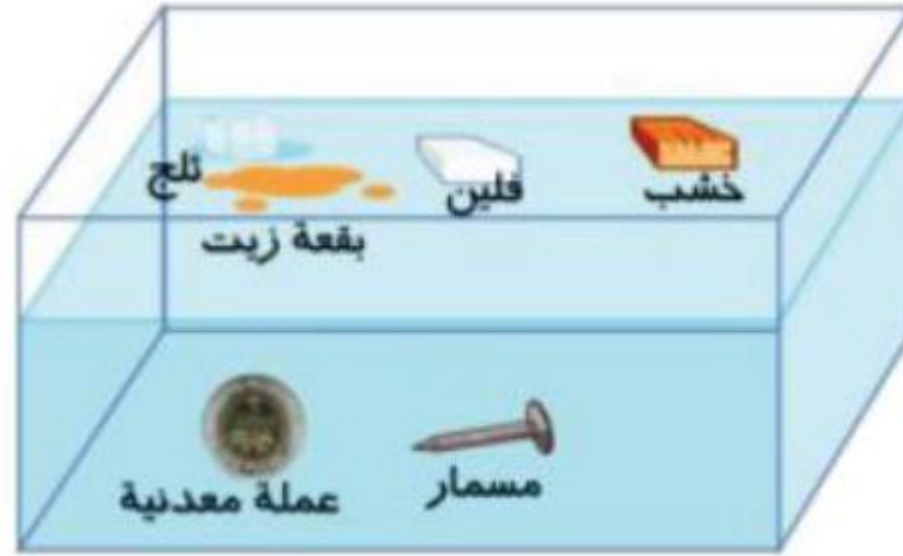 خشب
فلين
ثلج
بقعة زيت
مسمار
عملة معدنية